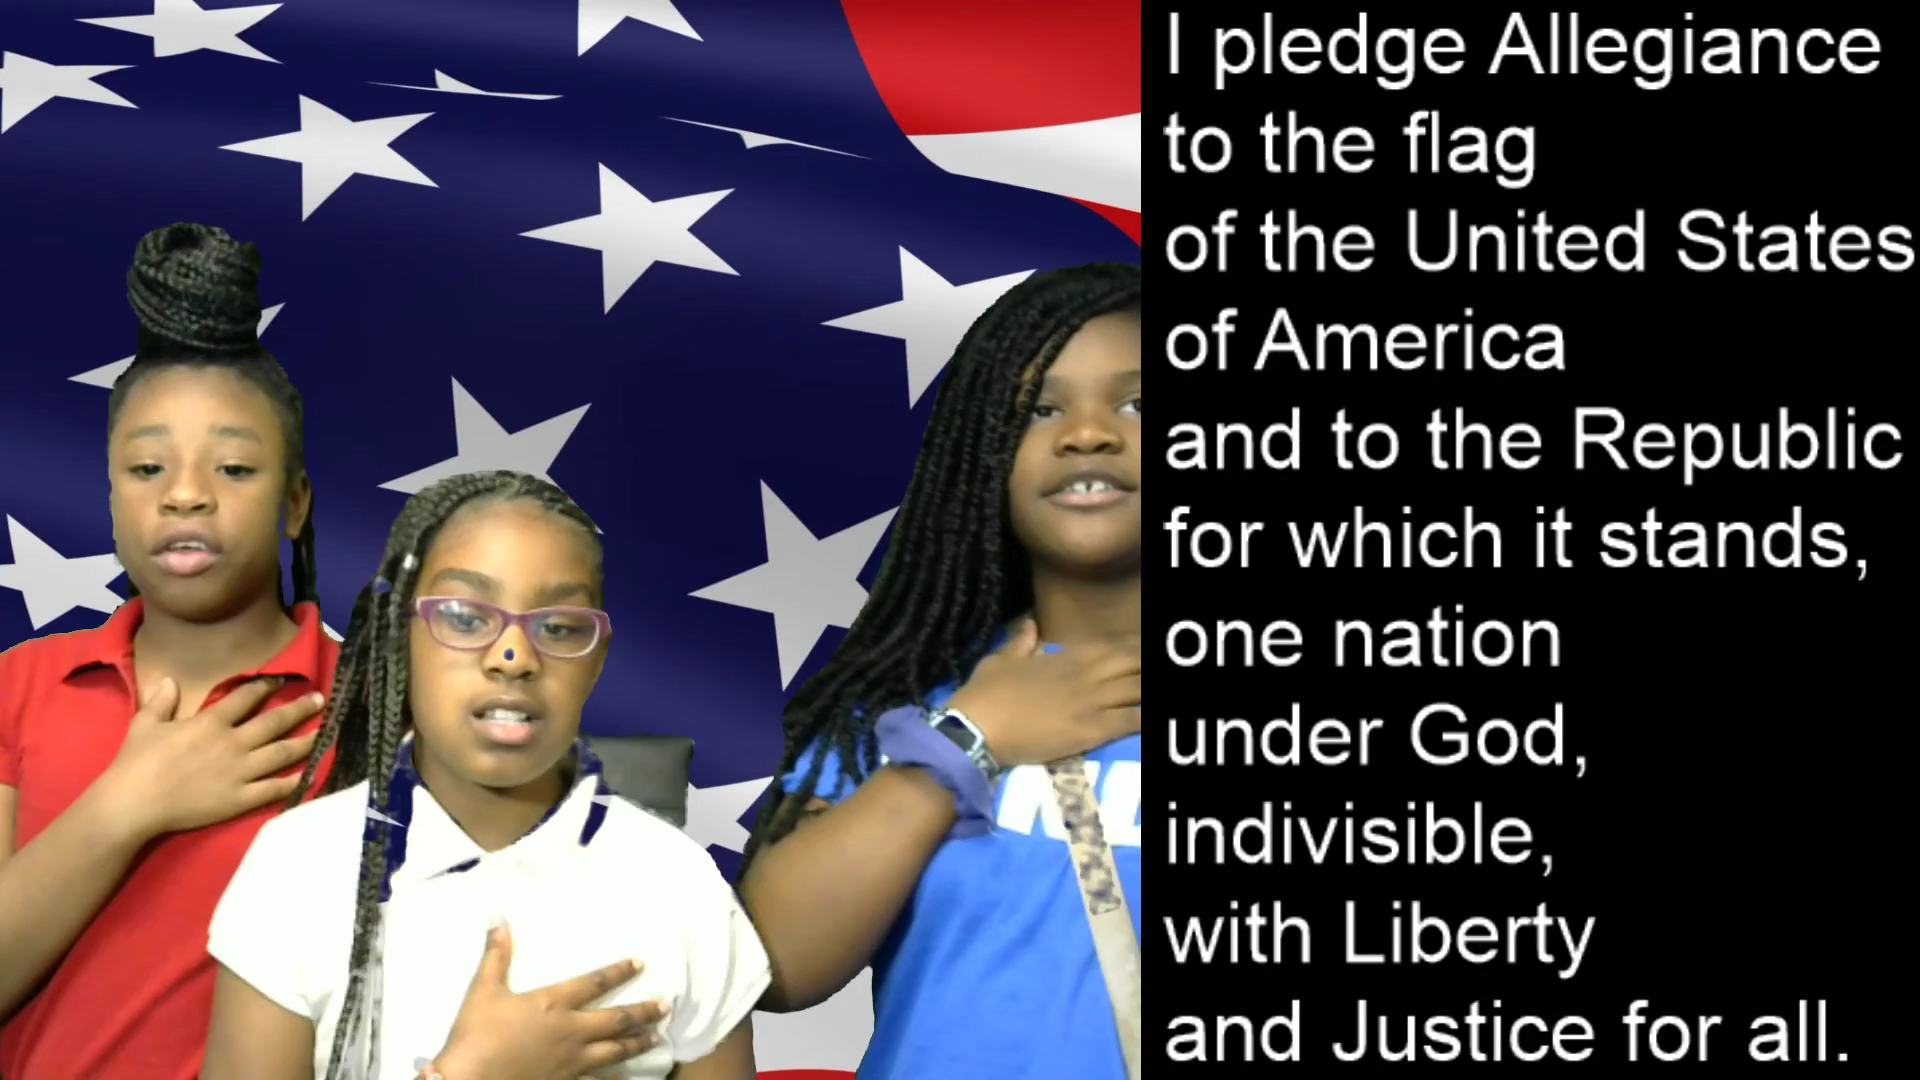 I pledge Allegiance
to the flag
of the United States
of America
and to the Republic
for which it stands,
one nation
under God,
indivisible,
with Liberty
and Justice for all.